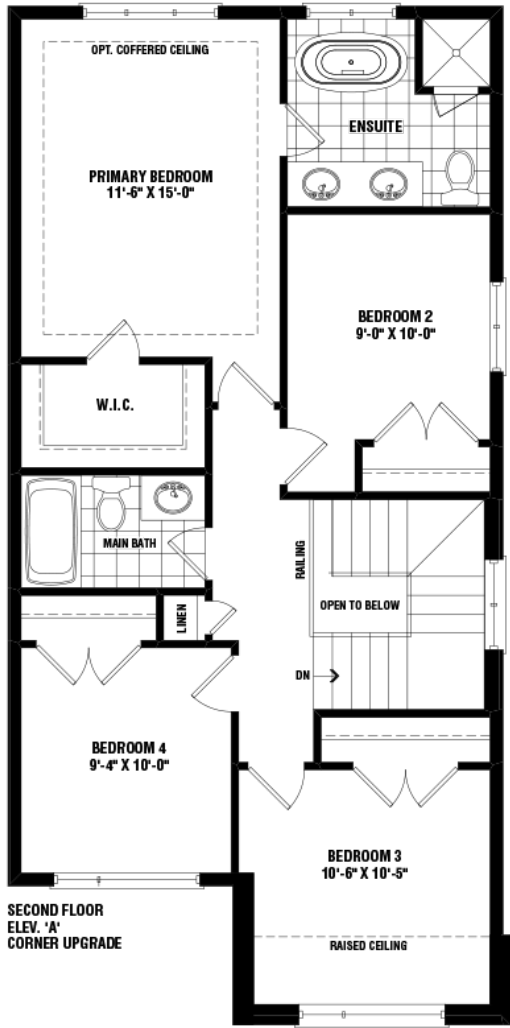 OPT. COFFERED CEILING
ENSUITE
PRIMARY BEDROOM
11'-6" X 15'-0"
BEDROOM 2
9'-0" X 10'-0"
W.I.C.
MAIN BATH
RAILING
OPEN TO BELOW
LINEN
DN
BEDROOM 4
9'-4" X 10'-0"
BEDROOM 3
10'-6" X 10'-5"
SECOND FLOOR
ELEV. 'A'
CORNER UPGRADE
RAISED CEILING